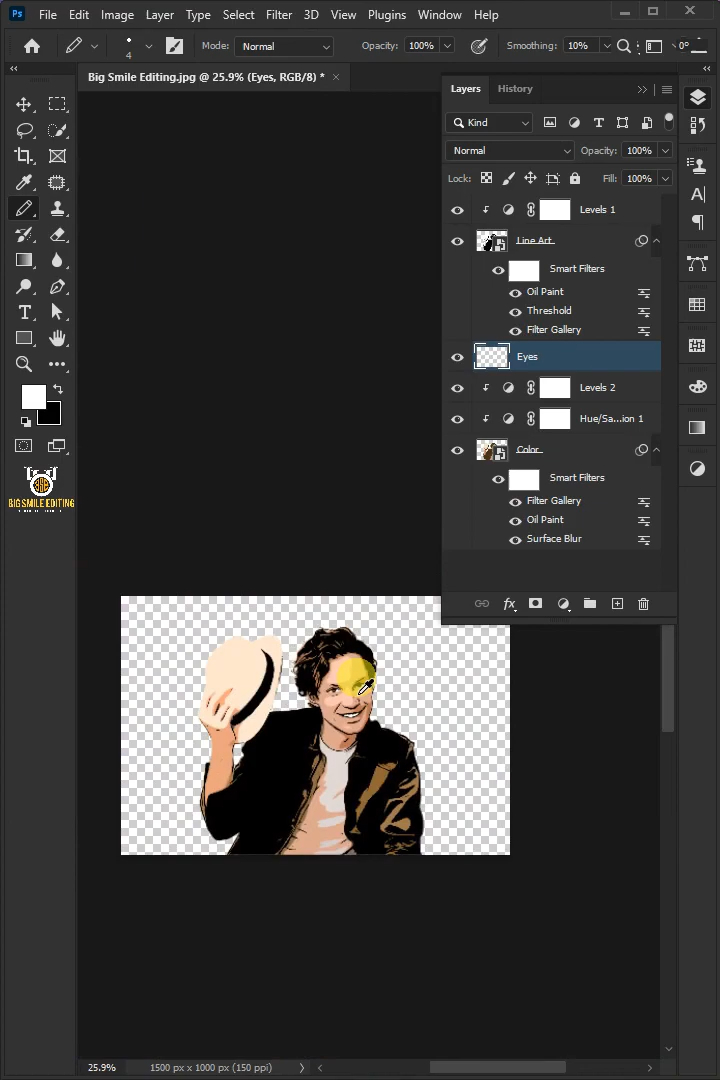 Ps File Edit Image Layer Type Select Filter 3D View Plugins Window Help
4 Mode: Normal Opacity: 100% Smoothing: 10% 0°
Big Smile Editing.jpg @ 25.9% (Eyes, RGB/8) *
Layers History
Kind
Normal Opacity: 100%
Lock: Fill: 100%
Levels 1
Line Art
Smart Filters
Oil Paint
Threshold
Filter Gallery
Eyes
Levels 2
Hue/Sa...ion 1
Color
Smart Filters
Filter Gallery
Oil Paint
Surface Blur
fx
BIG SMILE EDITING
25.9% 1500 px x 1000 px (150 ppi)